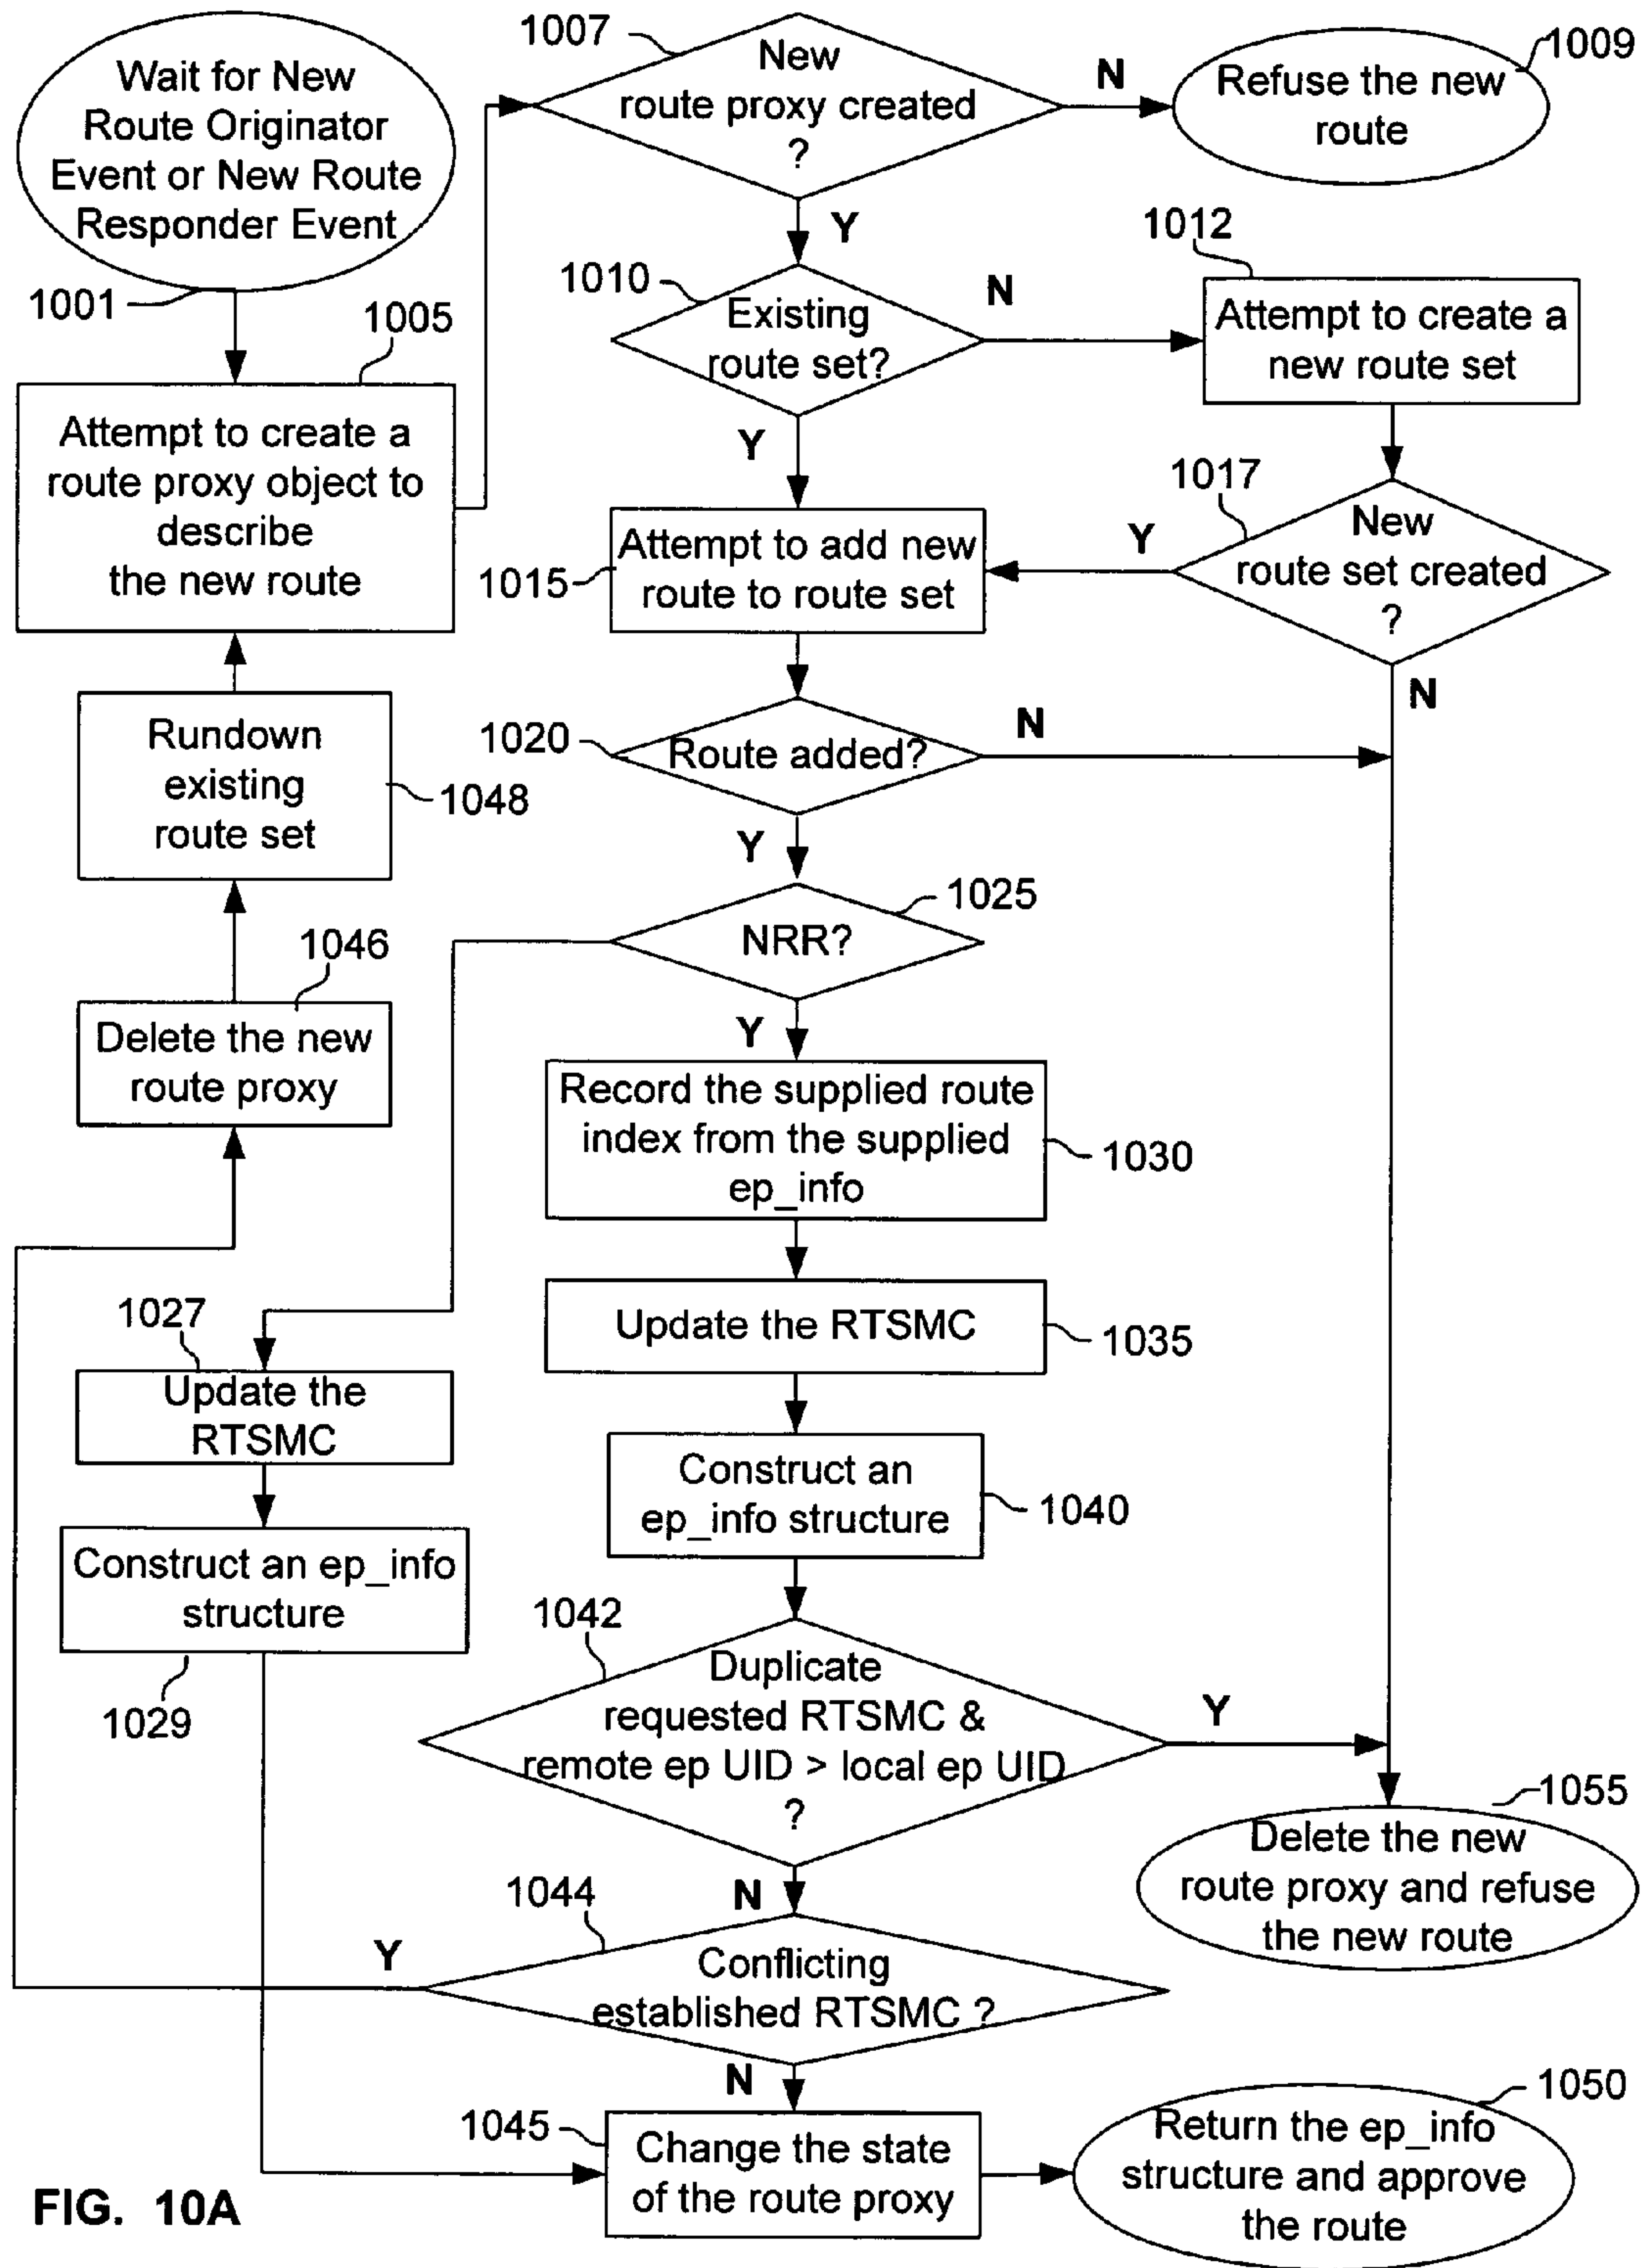 Wait for New
Route Originator
Event or New Route
Responder Event
1001
1005
Attempt to create a
route proxy object to
describe
the new route
1007
New
route proxy created
?
N
Y
1009
Refuse the new
route
1010
Existing
route set?
N
Y
1012
Attempt to create a
new route set
1017
New
route set created
?
Y
N
1015
Attempt to add new
route to route set
1020
Route added?
N
Y
Rundown
existing
route set
1048
1025
NRR?
Y
1046
Delete the new
route proxy
Record the supplied route
index from the supplied
ep_info
1030
Update the RTSMC
1035
1027
Update the
RTSMC
Construct an
ep_info structure
1040
Construct an ep_info
structure
1029
1042
Duplicate
requested RTSMC &
remote ep UID > local ep UID
?
Y
N
1055
Delete the new
route proxy and refuse
the new route
1044
Conflicting
established RTSMC ?
Y
N
1045
Change the state
of the route proxy
1050
Return the ep_info
structure and approve
the route
FIG. 10A